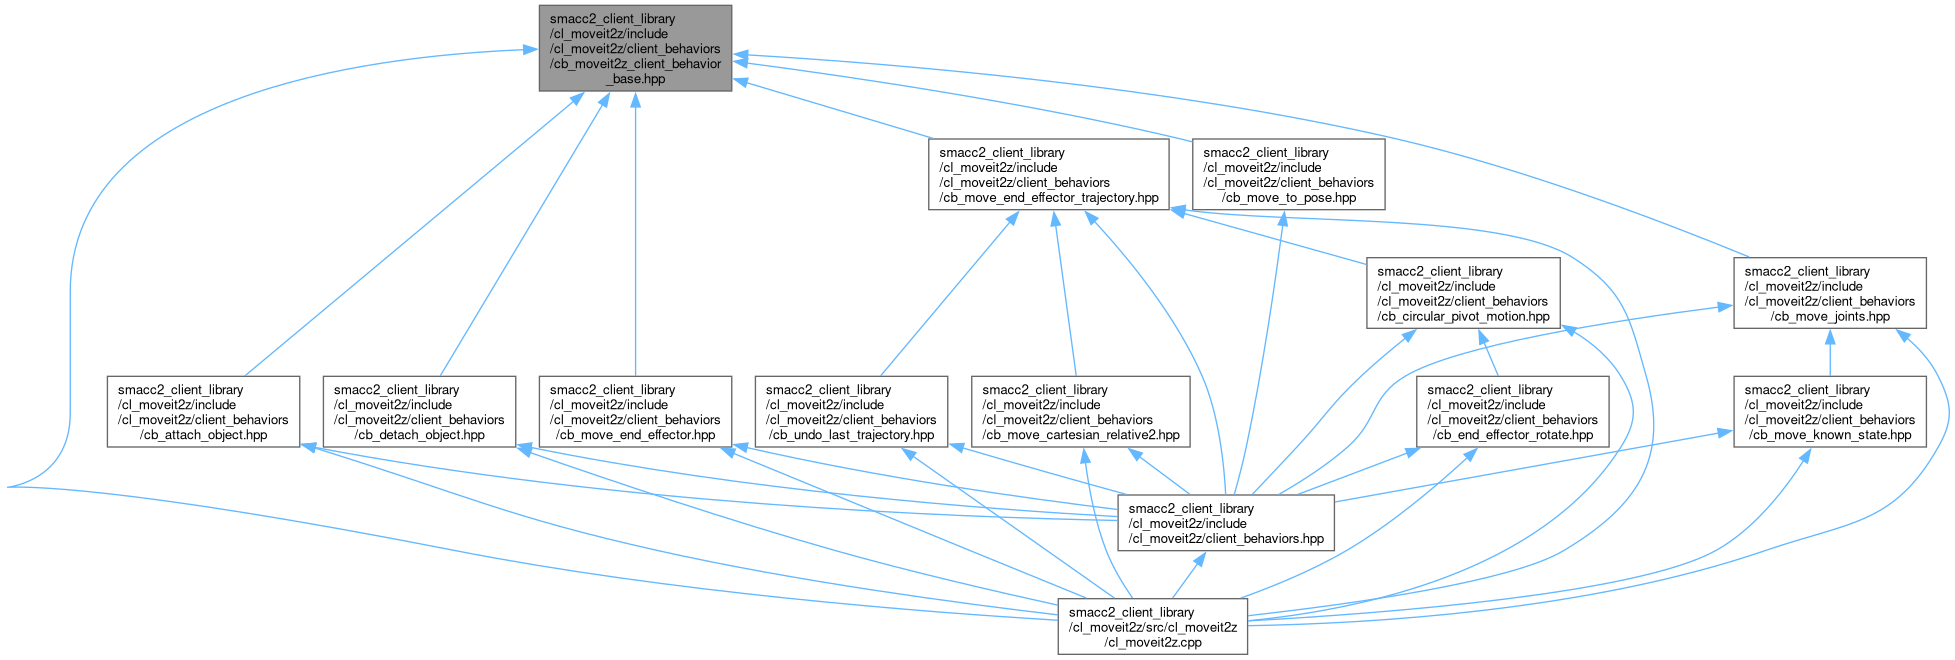 smacc2_client_library
/cl_moveit2z/include
/cl_moveit2z/client_behaviors
/cb_moveit2z_client_behavior
_base.hpp
smacc2_client_library
/cl_moveit2z/include
/cl_moveit2z/client_behaviors
/cb_move_end_effector_trajectory.hpp
smacc2_client_library
/cl_moveit2z/include
/cl_moveit2z/client_behaviors
/cb_move_to_pose.hpp
smacc2_client_library
/cl_moveit2z/include
/cl_moveit2z/client_behaviors
/cb_circular_pivot_motion.hpp
smacc2_client_library
/cl_moveit2z/include
/cl_moveit2z/client_behaviors
/cb_move_joints.hpp
smacc2_client_library
/cl_moveit2z/include
/cl_moveit2z/client_behaviors
/cb_attach_object.hpp
smacc2_client_library
/cl_moveit2z/include
/cl_moveit2z/client_behaviors
/cb_detach_object.hpp
smacc2_client_library
/cl_moveit2z/include
/cl_moveit2z/client_behaviors
/cb_move_end_effector.hpp
smacc2_client_library
/cl_moveit2z/include
/cl_moveit2z/client_behaviors
/cb_undo_last_trajectory.hpp
smacc2_client_library
/cl_moveit2z/include
/cl_moveit2z/client_behaviors
/cb_move_cartesian_relative2.hpp
smacc2_client_library
/cl_moveit2z/include
/cl_moveit2z/client_behaviors
/cb_end_effector_rotate.hpp
smacc2_client_library
/cl_moveit2z/include
/cl_moveit2z/client_behaviors
/cb_move_known_state.hpp
smacc2_client_library
/cl_moveit2z/include
/cl_moveit2z/client_behaviors.hpp
smacc2_client_library
/cl_moveit2z/src/cl_moveit2z
/cl_moveit2z.cpp